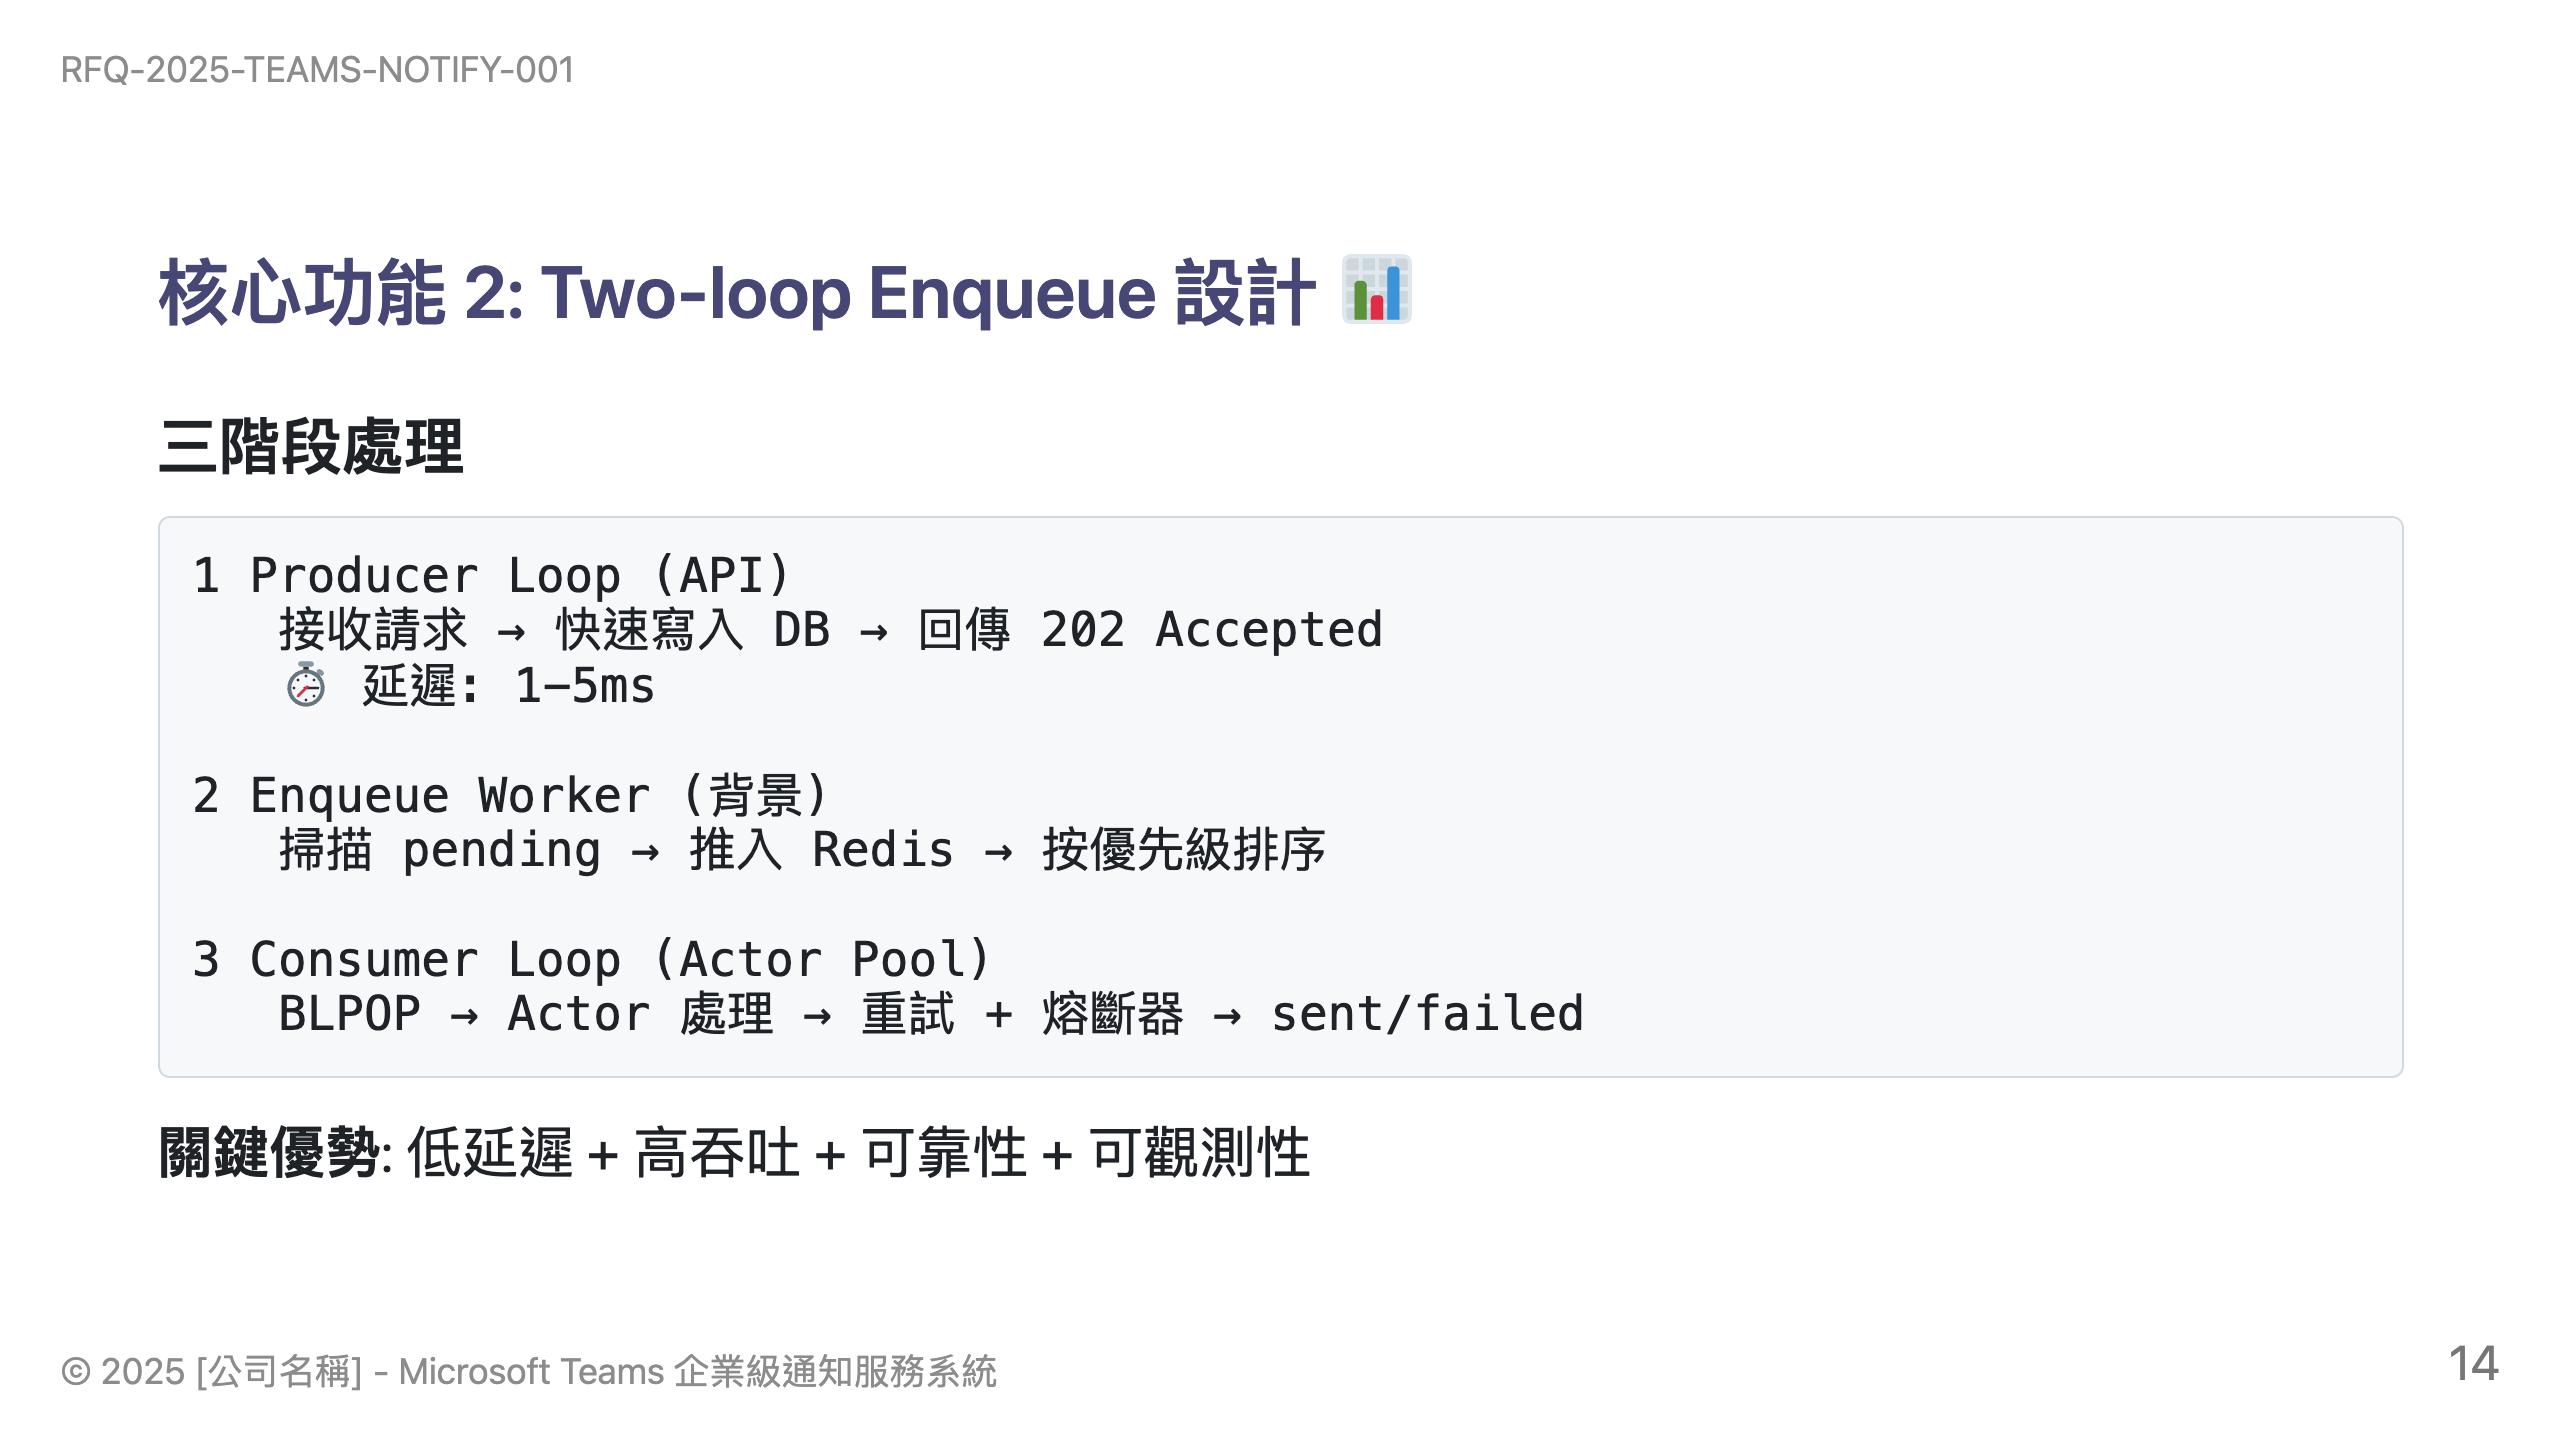 RFQ-2025-TEAMS-NOTIFY-001
核心功能 2: Two-loop Enqueue 設計 📊
三階段處理
1 Producer Loop (API)
接收請求 → 快速寫入 DB → 回傳 202 Accepted
⏱ 延遲: 1–5ms
2 Enqueue Worker (背景)
掃描 pending → 推入 Redis → 按優先級排序
3 Consumer Loop (Actor Pool)
BLPOP → Actor 處理 → 重試 + 熔斷器 → sent/failed
關鍵優勢: 低延遲 + 高吞吐 + 可靠性 + 可觀測性
© 2025 [公司名稱] - Microsoft Teams 企業級通知服務系統
14